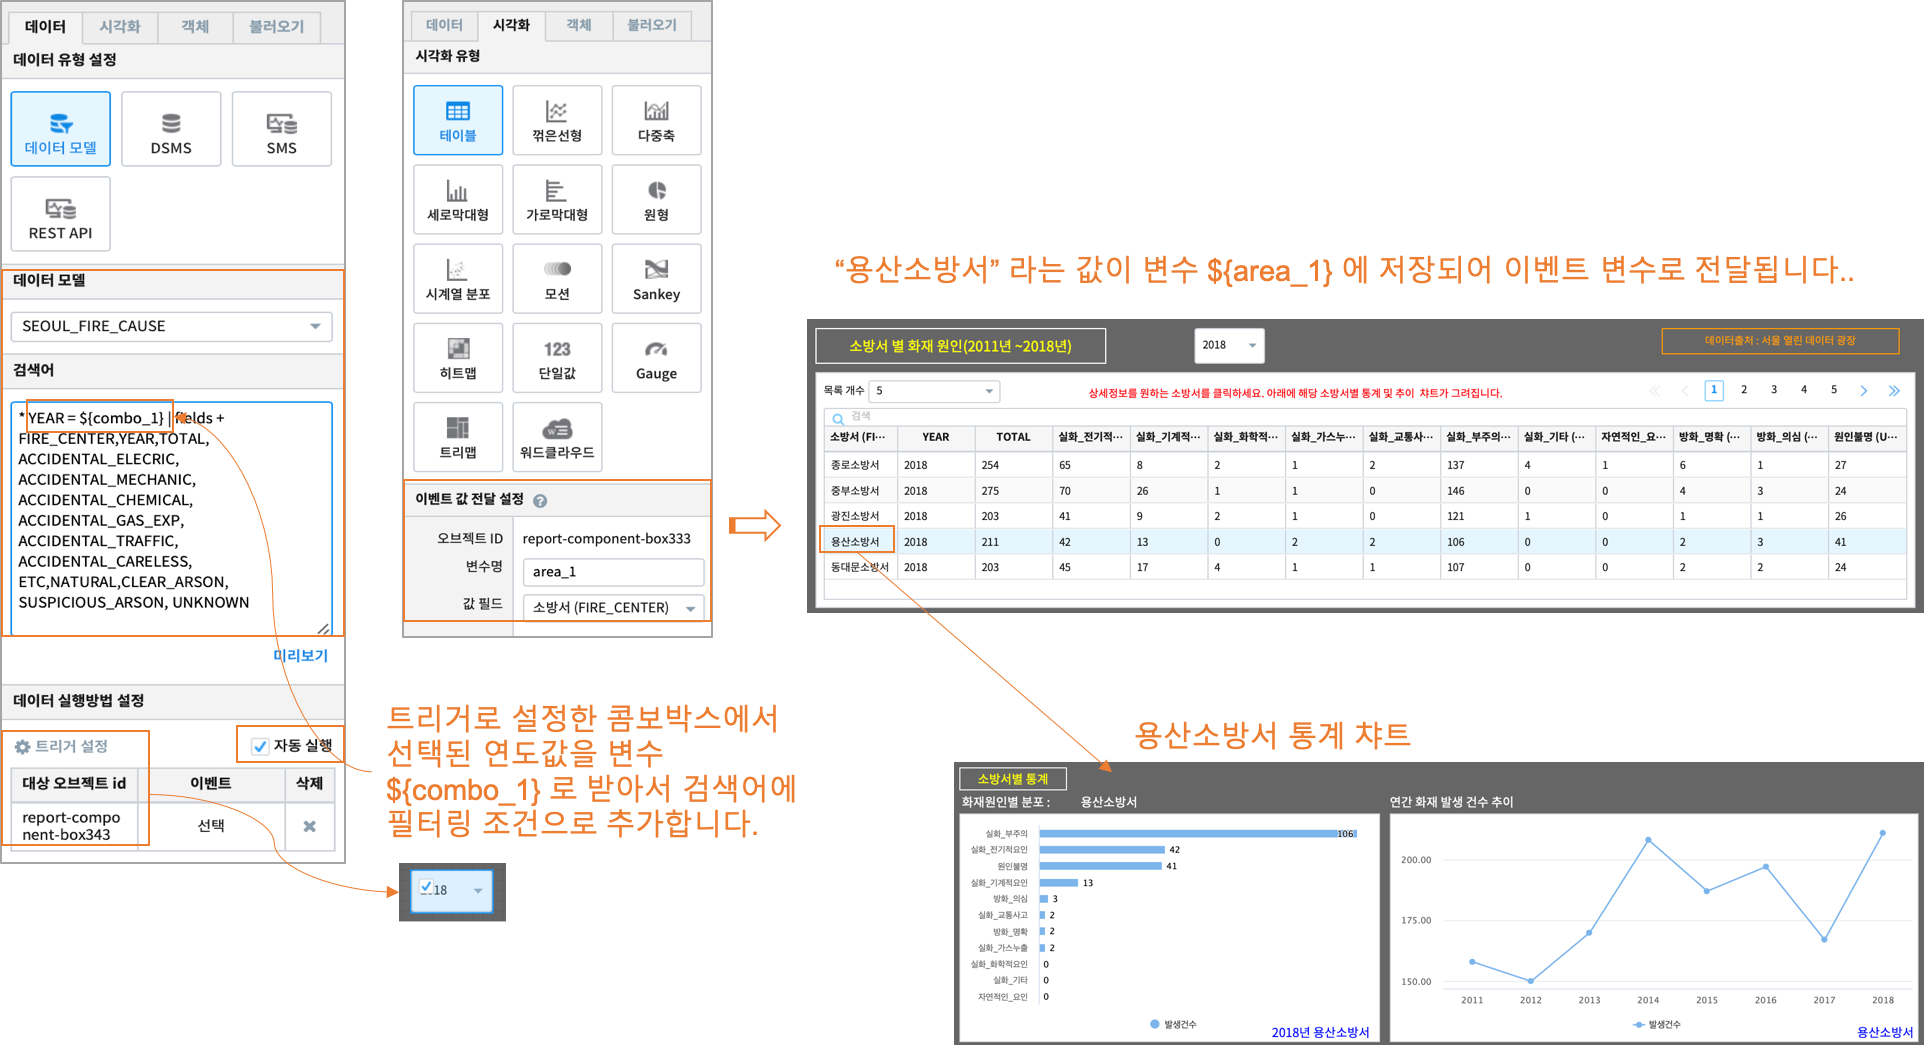 데이터 시각화 객체 불러오기
데이터 유형 설정
데이터 모델 DSMS SMS
REST API
데이터 모델
SEOUL_FIRE_CAUSE
검색어
* YEAR = ${combo_1} | fields +
FIRE_CENTER,YEAR,TOTAL,
ACCIDENTAL_ELECRIC,
ACCIDENTAL_MECHANIC,
ACCIDENTAL_CHEMICAL,
ACCIDENTAL_GAS_EXP,
ACCIDENTAL_TRAFFIC,
ACCIDENTAL_CARELESS,
ETC,NATURAL,CLEAR_ARSON,
SUSPICIOUS_ARSON, UNKNOWN
미리보기
데이터 실행방법 설정
트리거 설정 자동 실행
대상 오브젝트 id 이벤트 삭제
report-compo
nent-box343 선택
데이터 시각화 객체 불러오기
시각화 유형
테이블 꺾은선형 다중축
세로막대형 가로막대형 원형
시계열 분포 모션 Sankey
123
히트맵 단일값 Gauge
트리맵 워드클라우드
이벤트 값 전달 설정 ?
오브젝트 ID report-component-box333
변수명 area_1
값 필드 소방서 (FIRE_CENTER)
트리거로 설정한 콤보박스에서
선택된 연도값을 변수
${combo_1} 로 받아서 검색어에
필터링 조건으로 추가합니다.
“용산소방서” 라는 값이 변수 ${area_1} 에 저장되어 이벤트 변수로 전달됩니다..
소방서 별 화재 원인(2011년 ~2018년) 2018 데이터출처 : 서울 열린 데이터 광장
목록 개수 5 상세정보를 원하는 소방서를 클릭하세요. 아래에 해당 소방서별 통계 및 추이 챠트가 그려집니다. 1 2 3 4 5
검색
소방서 (FI··· YEAR TOTAL 실화_전기적··· 실화_기계적··· 실화_화학적··· 실화_가스누··· 실화_교통사··· 실화_부주의··· 실화_기타 (··· 자연적인_요··· 방화_명확 (··· 방화_의심 (··· 원인불명 (U···
종로소방서 2018 254 65 8 2 1 2 137 4 1 6 1 27
중부소방서 2018 275 70 26 1 1 0 146 0 0 4 3 24
광진소방서 2018 203 41 9 2 1 0 121 1 0 1 1 26
용산소방서 2018 211 42 13 0 2 2 106 0 0 2 3 41
동대문소방서 2018 203 45 17 4 1 1 107 0 0 2 2 24
용산소방서 통계 챠트
소방서별 통계
화재원인별 분포 : 용산소방서
실화_부주의 106
실화_전기적요인 42
원인불명 41
실화_기계적요인 13
방화_의심 3
실화_교통사고 2
방화_명확 2
실화_가스누출 2
실화_화학적요인 0
실화_기타 0
자연적인_요인 0
발생건수
2018년 용산소방서
연간 화재 발생 건수 추이
200.00
175.00
150.00
2011 2012 2013 2014 2015 2016 2017 2018
발생건수
용산소방서